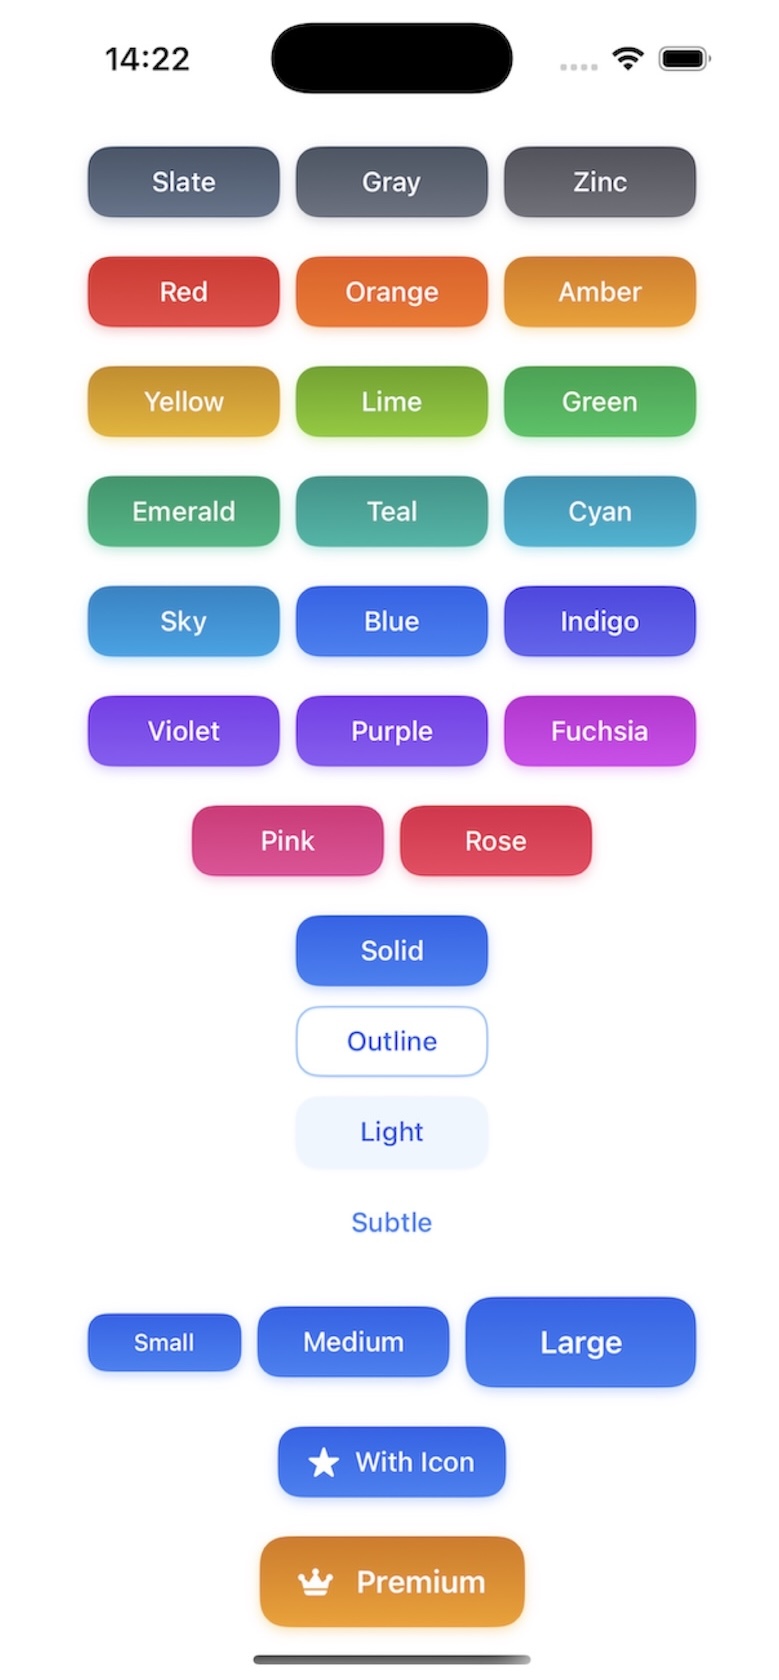 14:22
Slate Gray Zinc
Red Orange Amber
Yellow Lime Green
Emerald Teal Cyan
Sky Blue Indigo
Violet Purple Fuchsia
Pink Rose
Solid
Outline
Light
Subtle
Small Medium Large
With Icon
Premium